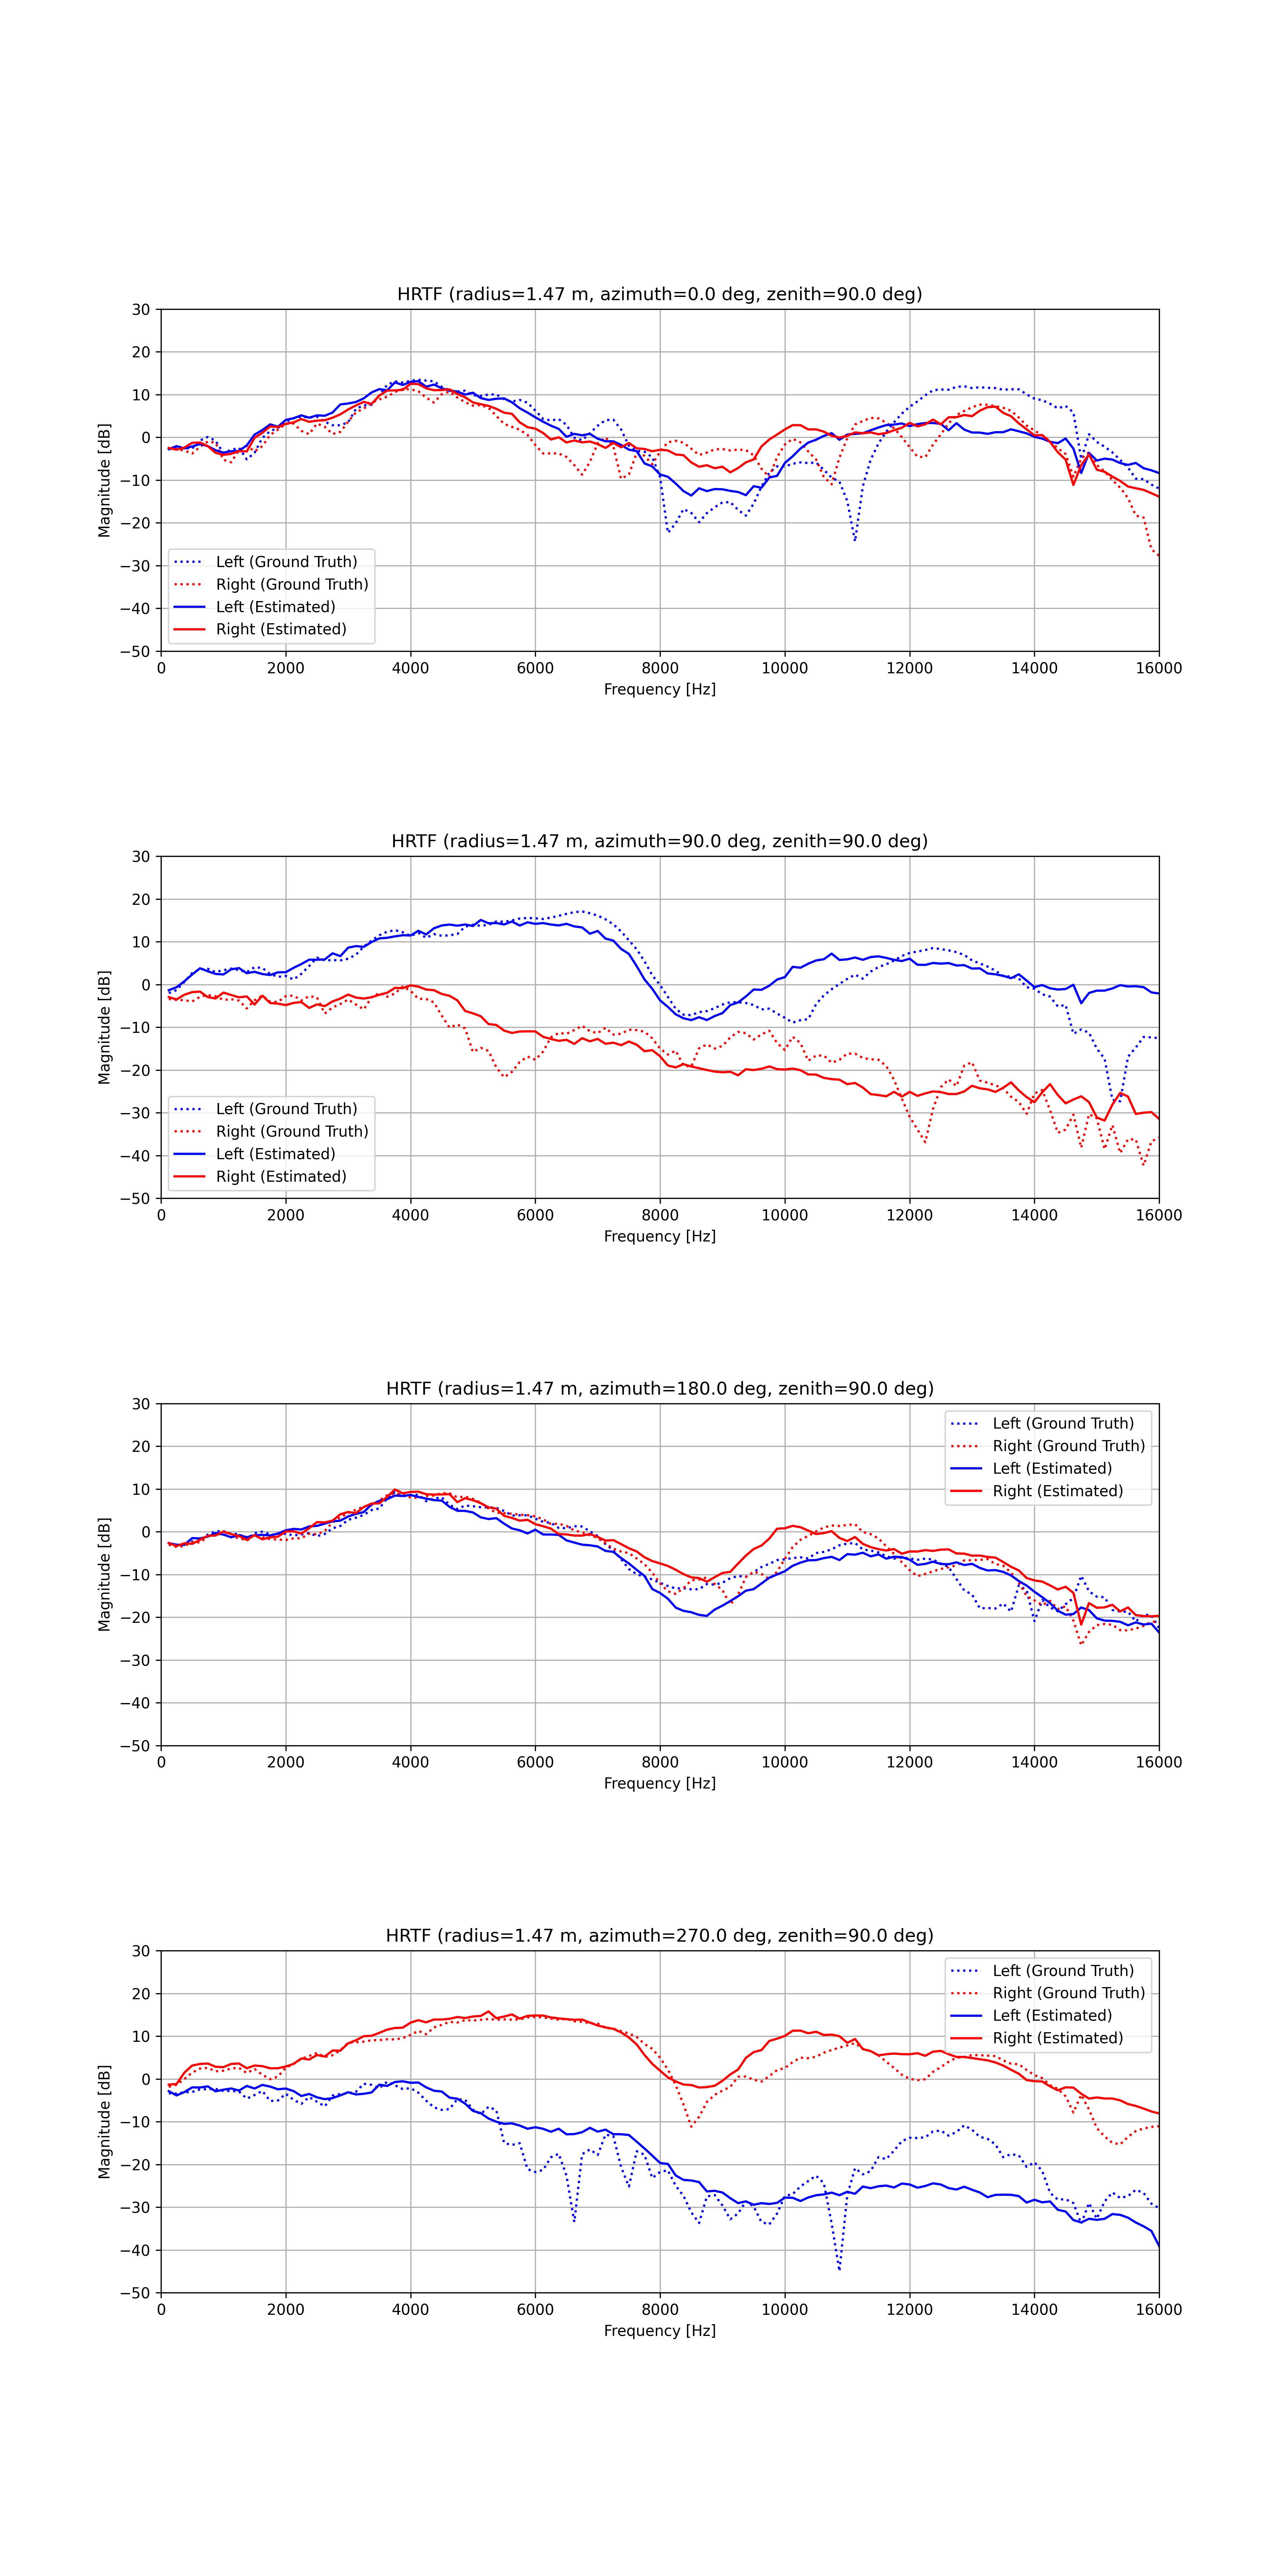 HRTF (radius=1.47 m, azimuth=0.0 deg, zenith=90.0 deg)
30
20
10
0
−10
−20
−30
−40
−50
Magnitude [dB]
Left (Ground Truth)
Right (Ground Truth)
Left (Estimated)
Right (Estimated)
0 2000 4000 6000 8000 10000 12000 14000 16000
Frequency [Hz]
HRTF (radius=1.47 m, azimuth=90.0 deg, zenith=90.0 deg)
30
20
10
0
−10
−20
−30
−40
−50
Magnitude [dB]
Left (Ground Truth)
Right (Ground Truth)
Left (Estimated)
Right (Estimated)
0 2000 4000 6000 8000 10000 12000 14000 16000
Frequency [Hz]
HRTF (radius=1.47 m, azimuth=180.0 deg, zenith=90.0 deg)
30
20
10
0
−10
−20
−30
−40
−50
Magnitude [dB]
Left (Ground Truth)
Right (Ground Truth)
Left (Estimated)
Right (Estimated)
0 2000 4000 6000 8000 10000 12000 14000 16000
Frequency [Hz]
HRTF (radius=1.47 m, azimuth=270.0 deg, zenith=90.0 deg)
30
20
10
0
−10
−20
−30
−40
−50
Magnitude [dB]
Left (Ground Truth)
Right (Ground Truth)
Left (Estimated)
Right (Estimated)
0 2000 4000 6000 8000 10000 12000 14000 16000
Frequency [Hz]